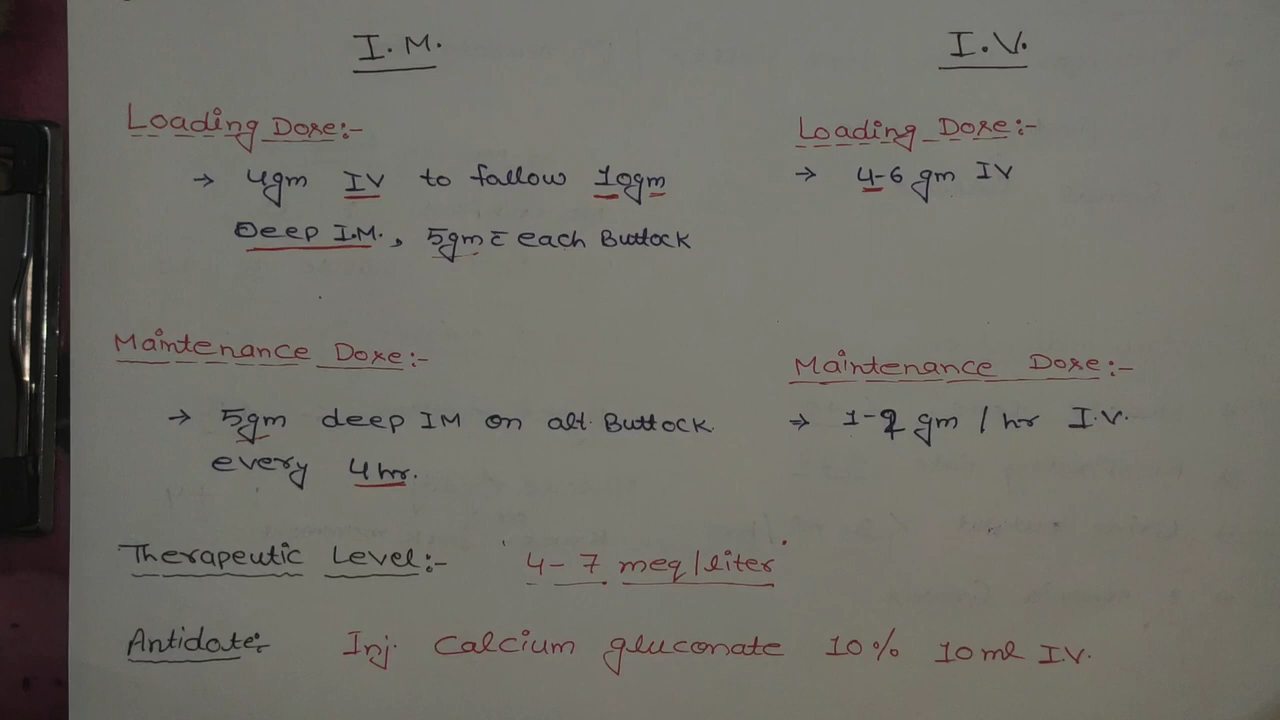 I.M.
Loading Dose:-
→ 4gm IV to fallow 10gm
Deep I.M., 5gm c̄ each Buttock
Maintenance Dose:-
→ 5gm deep IM on alt. Buttock
every 4hr.
I.V.
Loading Dose:-
→ 4-6 gm IV
Maintenance Dose:-
→ 1-2 gm / hr I.V.
Therapeutic Level:- ' 4-7 meq/liter '
Antidote:- Inj. Calcium gluconate 10% 10ml I.V.